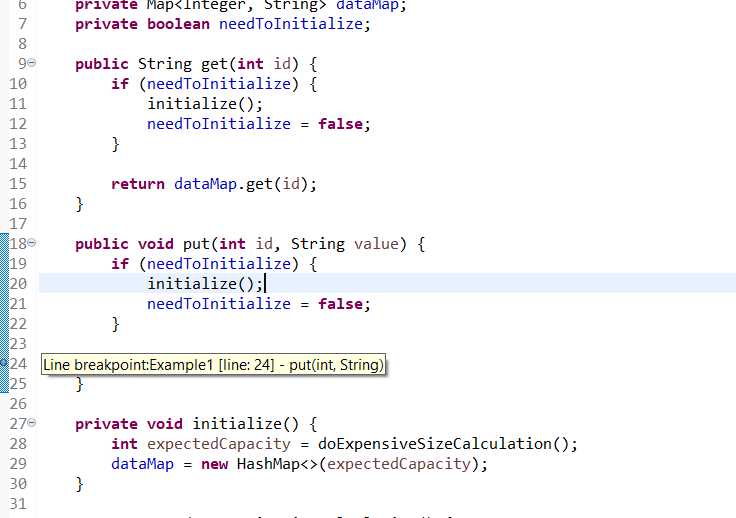 6 private Map<Integer, String> dataMap;
7 private boolean needToInitialize;
8
9 public String get(int id) {
10 if (needToInitialize) {
11 initialize();
12 needToInitialize = false;
13 }
14
15 return dataMap.get(id);
16 }
17
18 public void put(int id, String value) {
19 if (needToInitialize) {
20 initialize();
21 needToInitialize = false;
22 }
23
24 Line breakpoint:Example1 [line: 24] - put(int, String)
25 }
26
27 private void initialize() {
28 int expectedCapacity = doExpensiveSizeCalculation();
29 dataMap = new HashMap<>(expectedCapacity);
30 }
31